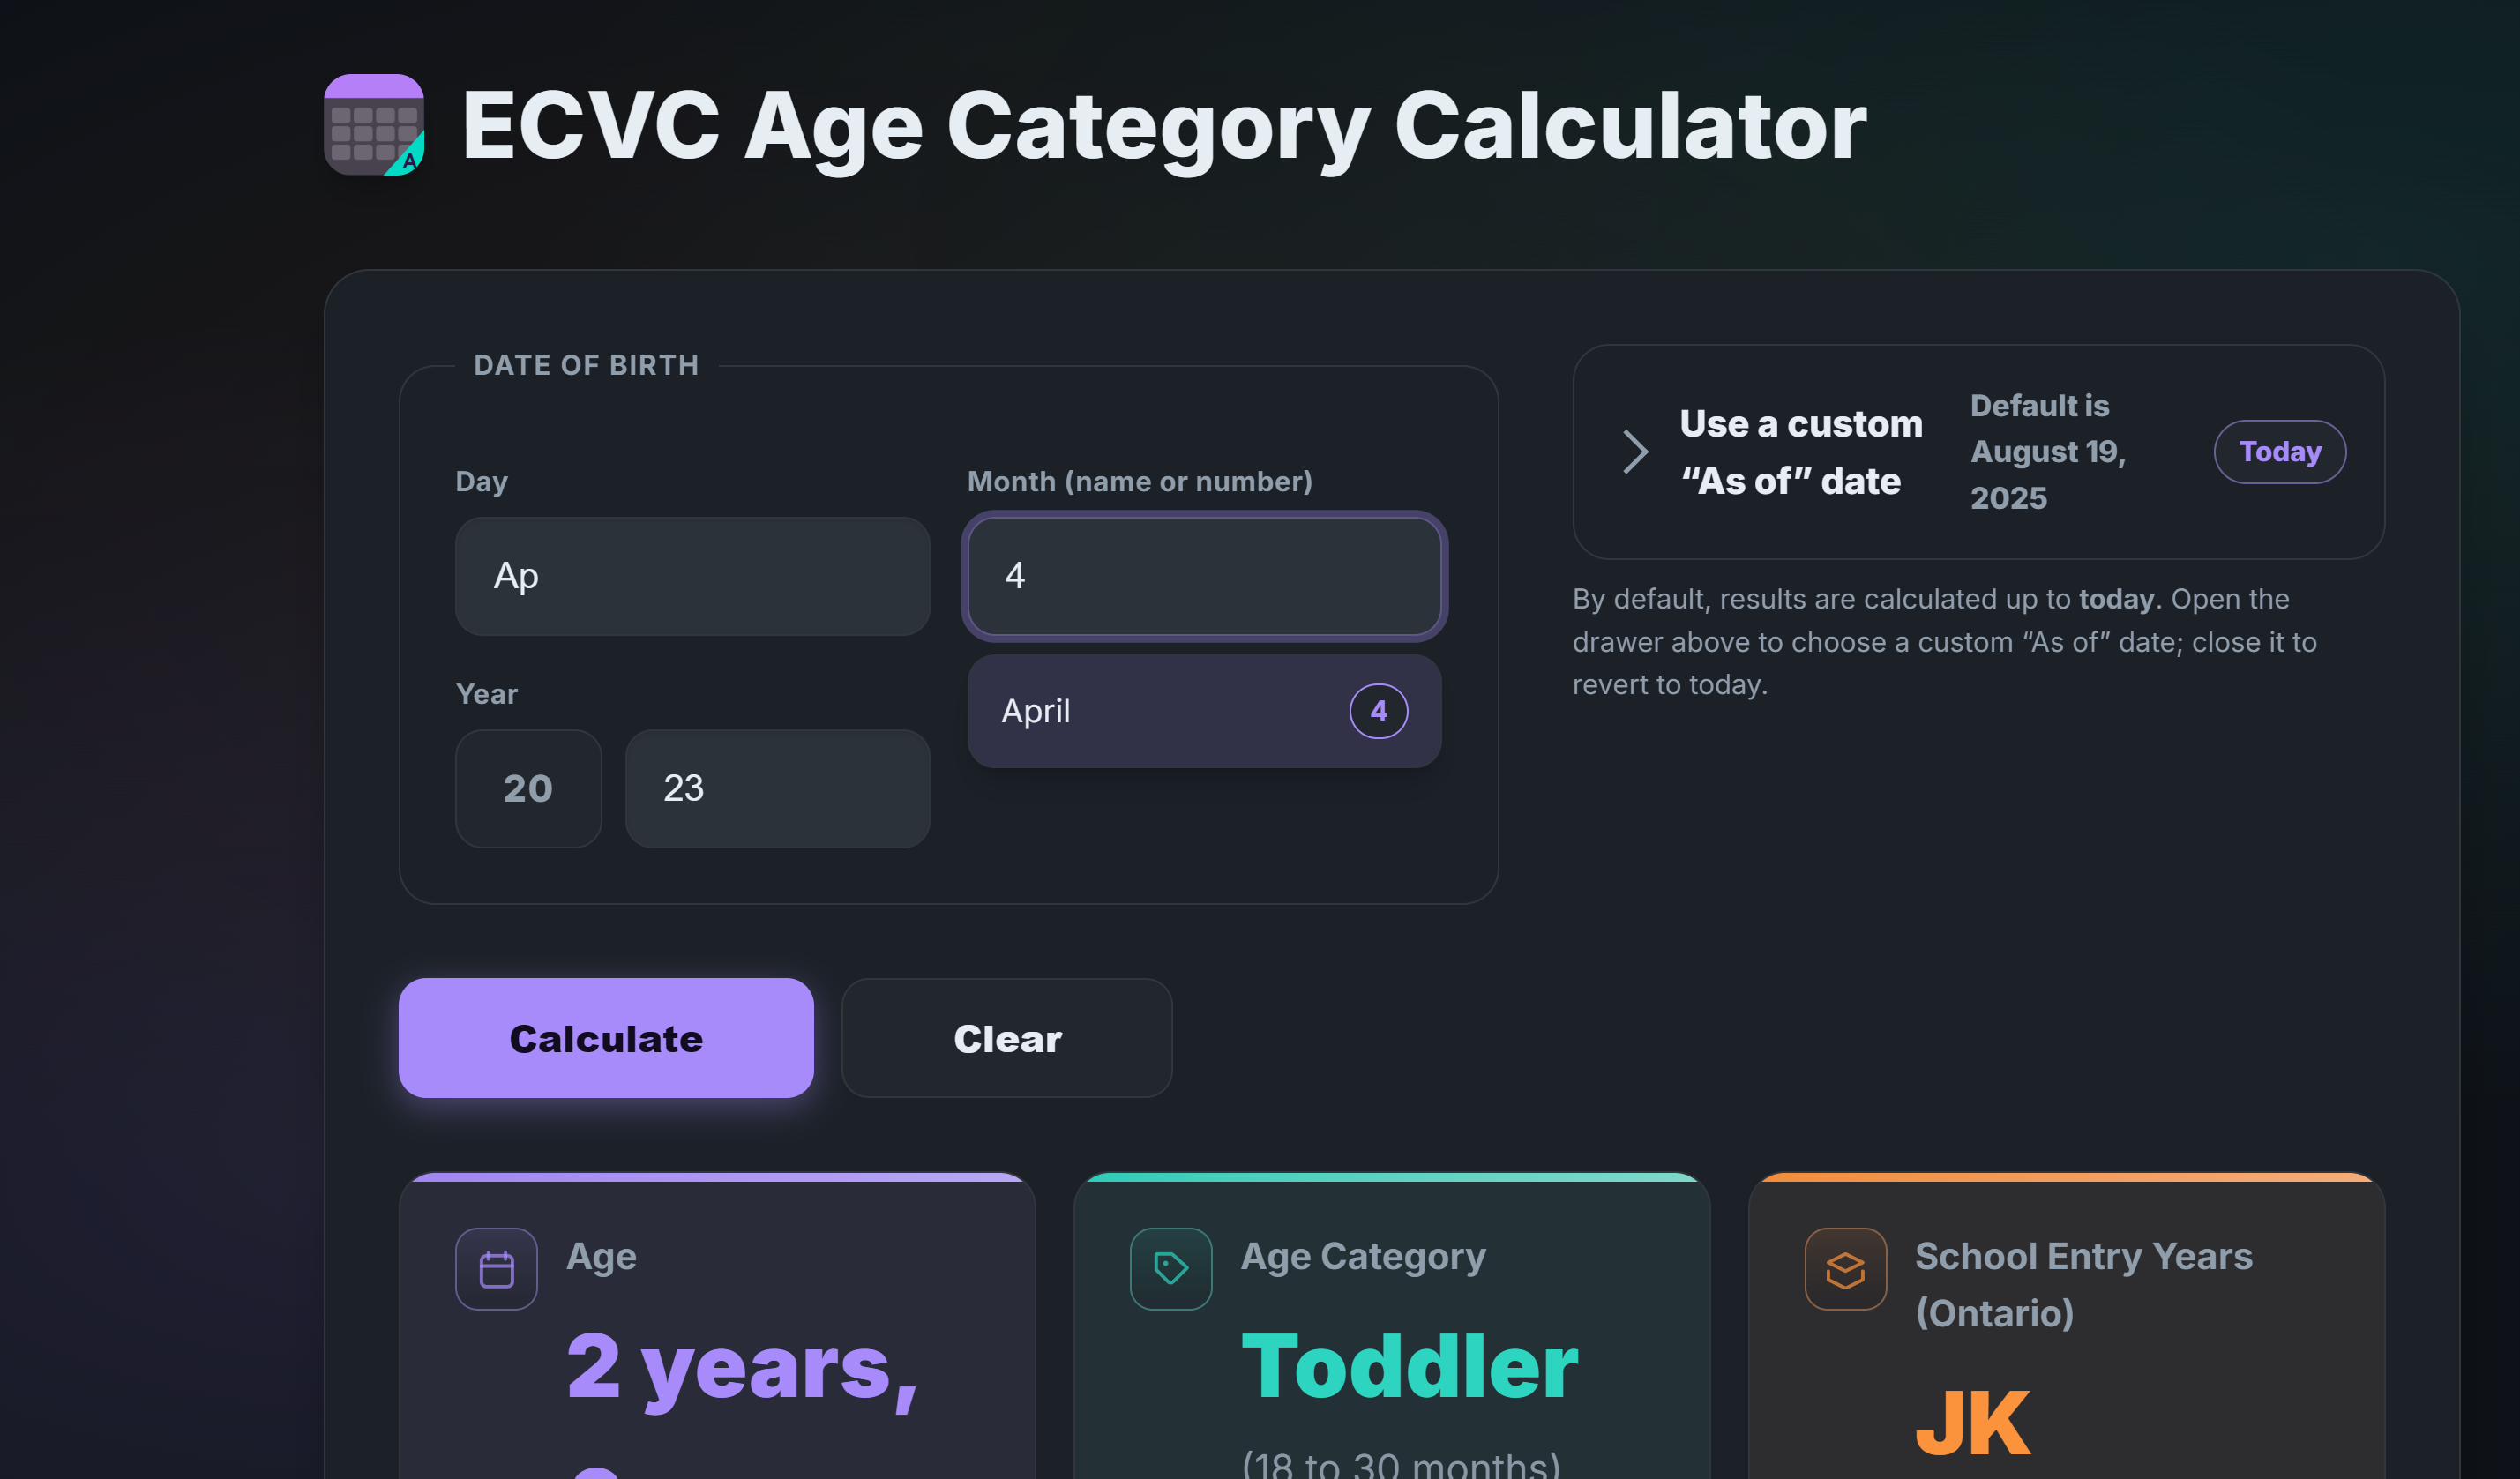 A
ECVC Age Category Calculator
DATE OF BIRTH
Day
Ap
Month (name or number)
4
April
4
Year
20
23
Use a custom
“As of” date
Default is
August 19,
2025
Today
By default, results are calculated up to today. Open the
drawer above to choose a custom “As of” date; close it to
revert to today.
Calculate
Clear
Age
2 years,
Age Category
Toddler
(18 to 30 months)
School Entry Years
(Ontario)
JK